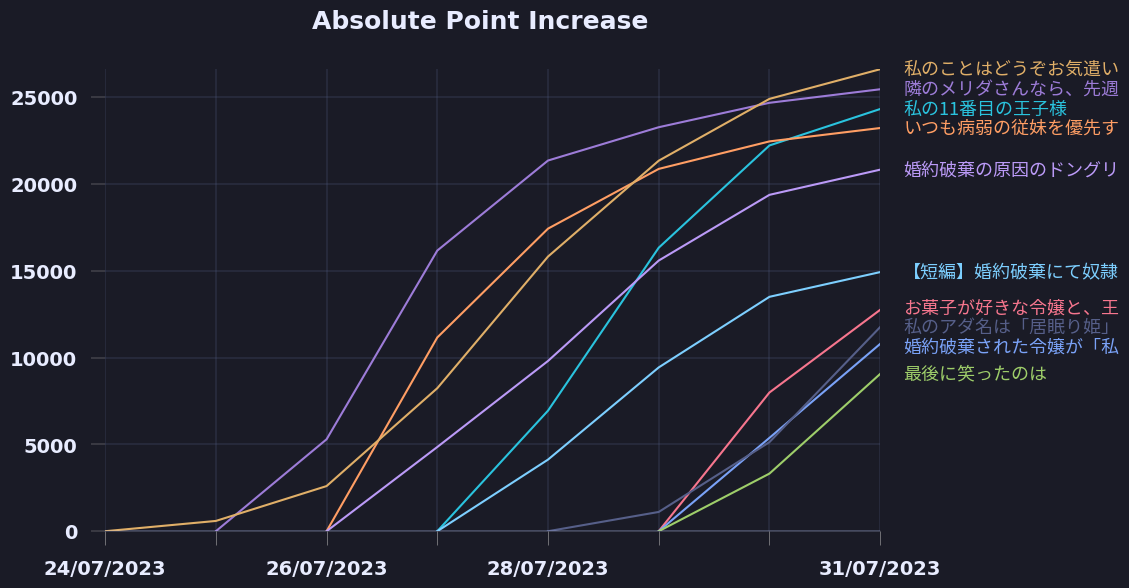 Absolute Point Increase
25000
20000
15000
10000
5000
0
24/07/2023
26/07/2023
28/07/2023
31/07/2023
私のことはどうぞお気遣い
隣のメリダさんなら、先週
私の11番目の王子様
いつも病弱の従妹を優先す
婚約破棄の原因のドングリ
【短編】婚約破棄にて奴隷
お菓子が好きな令嬢と、王
私のアダ名は「居眠り姫」
婚約破棄された令嬢が「私
最後に笑ったのは